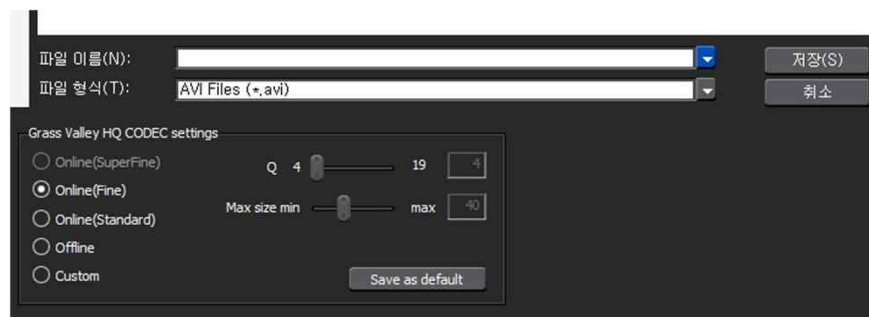 파일 이름(N):
저장(S)
파일 형식(T): AVI Files (*.avi)
취소
Grass Valley HQ CODEC settings
Online(SuperFine)
Q 4 19 4
Online(Fine)
Max size min max 40
Online(Standard)
Offline
Custom
Save as default